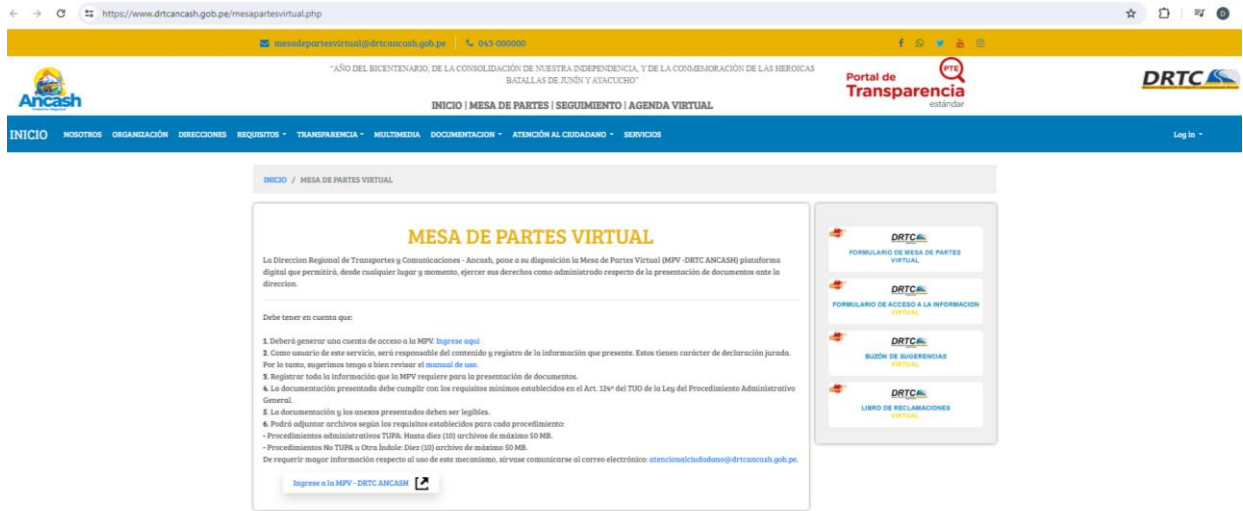 https://www.drtcancash.gob.pe/mesapartesvirtual.php
D
mesadepartesvirtual@drtcancash.gob.pe
043-000000
"AÑO DEL BICENTENARIO, DE LA CONSOLIDACIÓN DE NUESTRA INDEPENDENCIA, Y DE LA CONMEMORACIÓN DE LAS HEROICAS
BATALLAS DE JUNÍN Y AYACUCHO"
INICIO | MESA DE PARTES | SEGUIMIENTO | AGENDA VIRTUAL
Ancash
Portal de
Transparencia
estándar
PTE
DRTC
INICIO NOSOTROS ORGANIZACIÓN DIRECCIONES REQUISITOS TRANSPARENCIA MULTIMEDIA DOCUMENTACION ATENCIÓN AL CIUDADANO SERVICIOS Log in
INICIO / MESA DE PARTES VIRTUAL
MESA DE PARTES VIRTUAL
La Direccion Regional de Transportes y Comunicaciones - Ancash, pone a su disposición la Mesa de Partes Virtual (MPV -DRTC ANCASH) plataforma
digital que permitirá, desde cualquier lugar y momento, ejercer sus derechos como administrado respecto de la presentación de documentos ante la
direccion.
Debe tener en cuenta que:
1. Deberá generar una cuenta de acceso a la MPV. Ingrese aquí
2. Como usuario de este servicio, será responsable del contenido y registro de la información que presente. Estos tienen carácter de declaración jurada.
Por lo tanto, sugerimos tenga a bien revisar el manual de uso.
3. Registrar toda la información que la MPV requiere para la presentación de documentos.
4. La documentación presentada debe cumplir con los requisitos mínimos establecidos en el Art. 124º del TUO de la Ley del Procedimiento Administrativo
General.
5. La documentación y los anexos presentados deben ser legibles.
6. Podrá adjuntar archivos según los requisitos establecidos para cada procedimiento:
- Procedimientos administrativos TUPA: Hasta diez (10) archivos de máximo 50 MB.
- Procedimientos No TUPA u Otra Índole: Diez (10) archivo de máximo 50 MB.
De requerir mayor información respecto al uso de este mecanismo, sírvase comunicarse al correo electrónico: atencionalciudadano@drtcancash.gob.pe.
Ingrese a la MPV - DRTC ANCASH
DRTC
FORMULARIO DE MESA DE PARTES
VIRTUAL
DRTC
FORMULARIO DE ACCESO A LA INFORMACION
VIRTUAL
DRTC
BUZÓN DE SUGERENCIAS
VIRTUAL
DRTC
LIBRO DE RECLAMACIONES
VIRTUAL